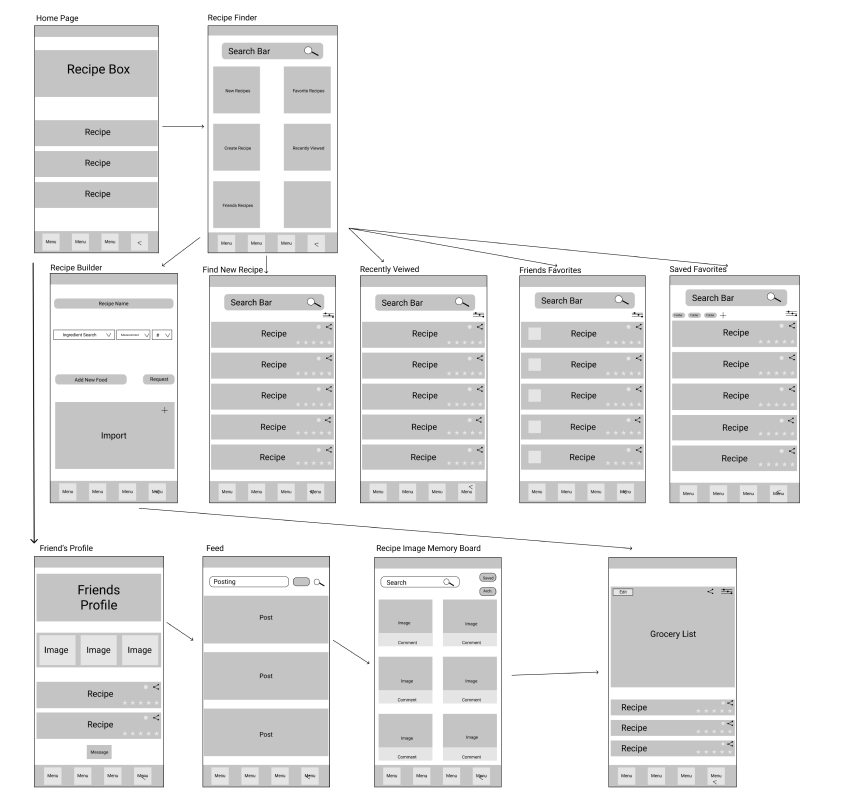 Home Page
Recipe Box
Recipe
Recipe
Recipe
Menu
Menu
Menu
<
Recipe Finder
Search Bar
New Recipes
Favorite Recipes
Create Recipe
Recently Viewed
Friends Recipes
Menu
Menu
Menu
<
Recipe Builder
Recipe Name
Ingredient Search
Measurement
#
Add New Food
Request
+
Import
Menu
Menu
Menu
Menu
Find New Recipe
Search Bar
Recipe
Recipe
Recipe
Recipe
Recipe
Menu
Menu
Menu
Menu
Recently Veiwed
Search Bar
Recipe
Recipe
Recipe
Recipe
Recipe
<
Menu
Menu
Menu
Menu
Friends Favorites
Search Bar
Recipe
Recipe
Recipe
Recipe
Recipe
Menu
Menu
Menu
Menu
Saved Favorites
Search Bar
+
Recipe
Recipe
Recipe
Recipe
Recipe
Menu
Menu
Menu
Menu
Friend's Profile
Friends
Profile
Image
Image
Image
Recipe
Recipe
Message
Menu
Menu
Menu
Menu
Feed
Posting
Post
Post
Post
Menu
Menu
Menu
Menu
Recipe Image Memory Board
Search
Saved
Arch.
Image
Image
Comment
Comment
Image
Image
Comment
Comment
Image
Image
Comment
Comment
Menu
Menu
Menu
Menu
Edit
Grocery List
Recipe
Recipe
Recipe
Menu
Menu
Menu
Menu
<